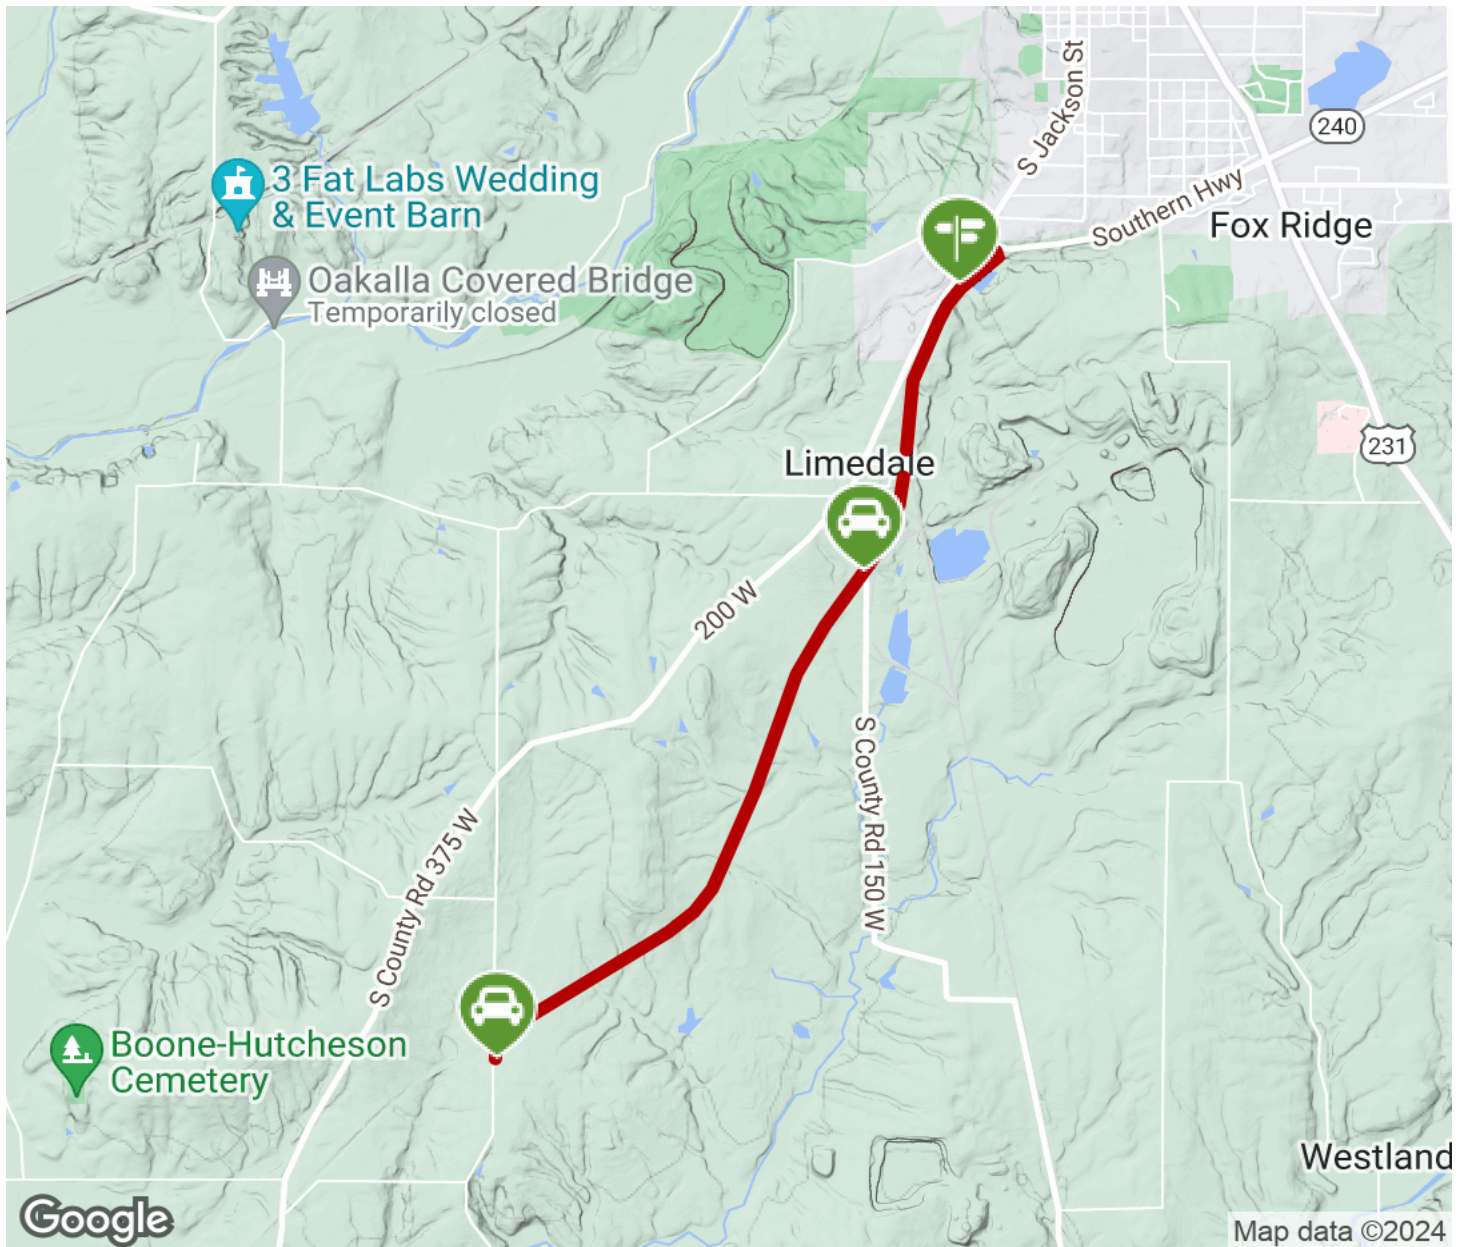 S Jackson St
240
3 Fat Labs Wedding
& Event Barn
Southern Hwy
Fox Ridge
Oakalla Covered Bridge
Temporarily closed
231
Limedale
200 W
S County Rd 150 W
S County Rd 375 W
Boone-Hutcheson
Cemetery
Westland
Google
Map data ©2024